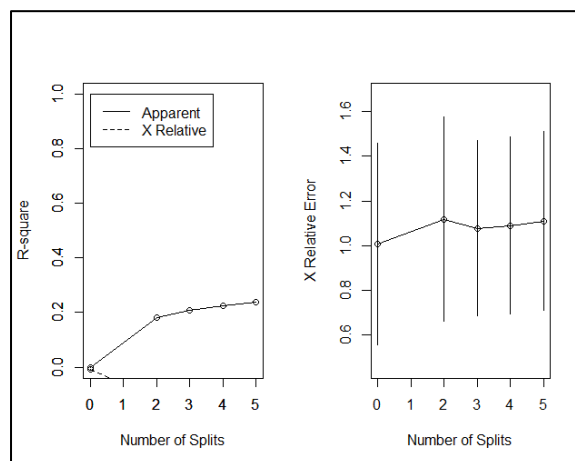 Apparent
X Relative
R-square
0.0 0.2 0.4 0.6 0.8 1.0
0 1 2 3 4 5
Number of Splits
X Relative Error
0.6 0.8 1.0 1.2 1.4 1.6
0 1 2 3 4 5
Number of Splits